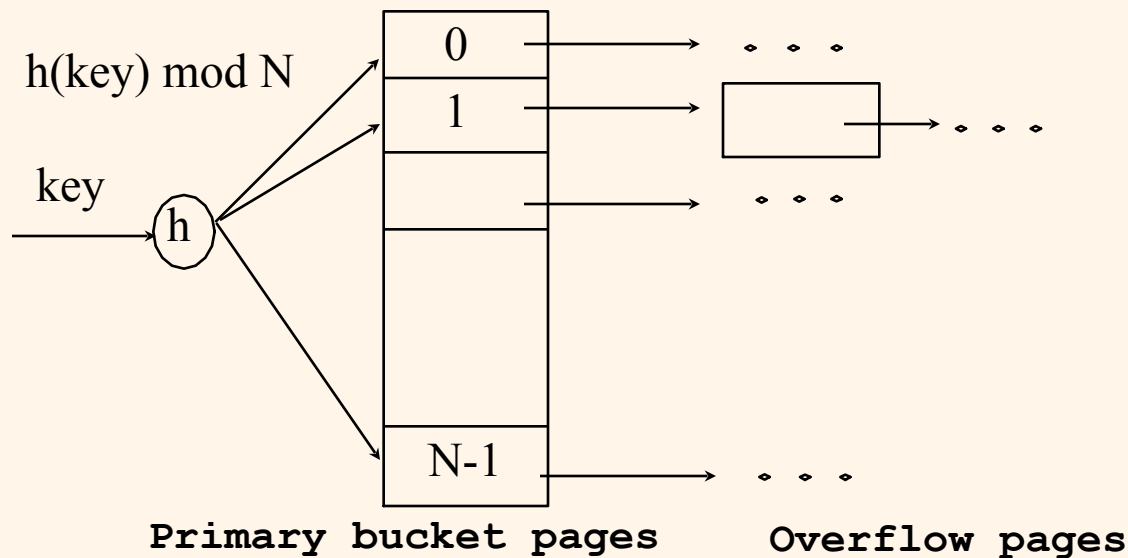 h(key) mod N
key
h
0
1
N-1
Primary bucket pages
Overflow pages